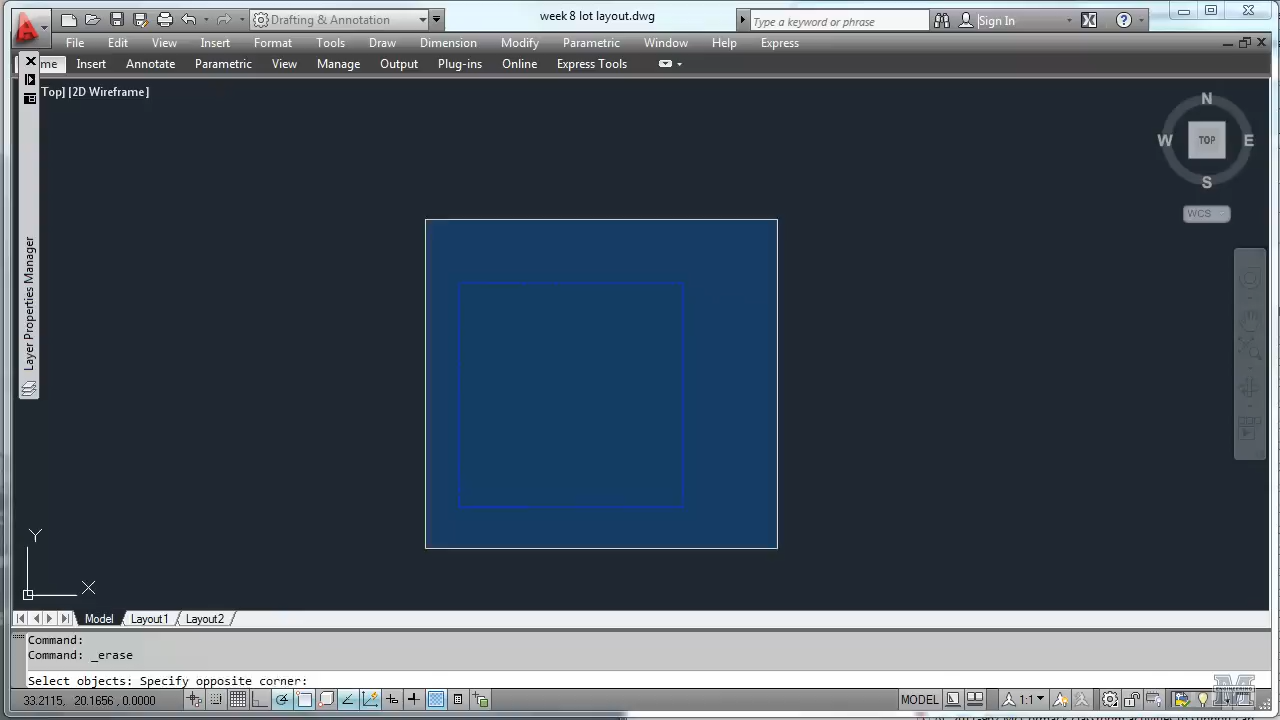 Drafting & Annotation
week 8 lot layout.dwg
Type a keyword or phrase
Sign In
File Edit View Insert Format Tools Draw Dimension Modify Parametric Window Help Express
me Insert Annotate Parametric View Manage Output Plug-ins Online Express Tools
Top] [2D Wireframe]
N
W TOP E
S
WCS
Layer Properties Manager
Y
X
Model Layout1 Layout2
Command:
Command: _erase
Select objects: Specify opposite corner:
33.2115, 20.1656, 0.0000
MODEL
1:1